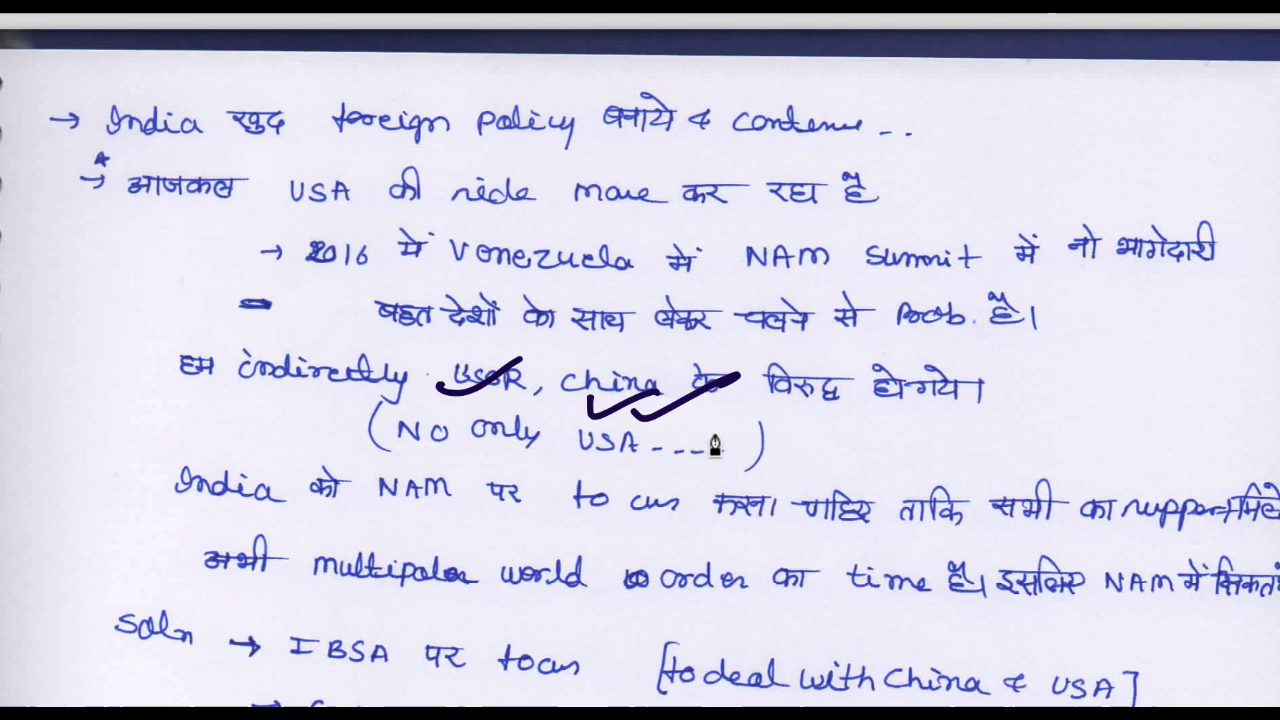 → India खुद foreign policy बनाये & contenue ..
→ आजकल USA की side more कर रहा है
→ 2016 में Venezuela में NAM Summit में नो भागेदारी
बहुत देशों को साथ लेकर चलने से Prob. है।
हम indirectly USSR, China के विरुद्ध हो गये।
(NO only USA ----)
India को NAM पर focus करना चाहिए ताकि सभी का support मिले
अभी multipolar world order का time है। इसलिए NAM में
Soln → IBSA पर focus [to deal with China & USA]